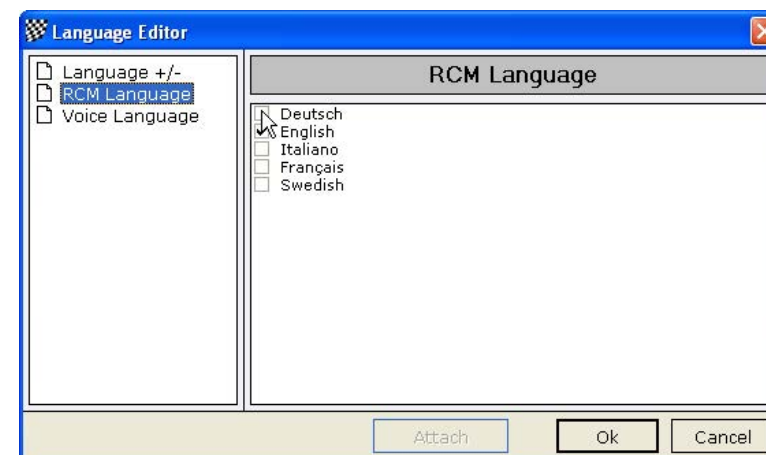 Language Editor
Language +/-
RCM Language
Voice Language
RCM Language
Deutsch
English
Italiano
Français
Swedish
Attach
Ok
Cancel